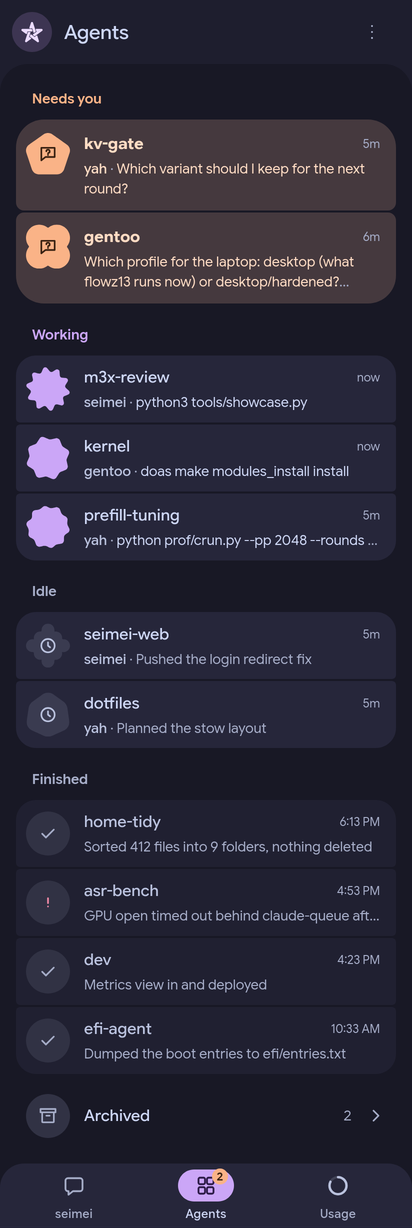 Agents
Needs you
kv-gate 5m
yah · Which variant should I keep for the next
round?
gentoo 6m
Which profile for the laptop: desktop (what
flowz13 runs now) or desktop/hardened?...
Working
m3x-review now
seimei · python3 tools/showcase.py
kernel now
gentoo · doas make modules_install install
prefill-tuning 5m
yah · python prof/crun.py --pp 2048 --rounds ...
Idle
seimei-web 5m
seimei · Pushed the login redirect fix
dotfiles 5m
yah · Planned the stow layout
Finished
home-tidy 6:13 PM
Sorted 412 files into 9 folders, nothing deleted
asr-bench 4:53 PM
GPU open timed out behind claude-queue aft...
dev 4:23 PM
Metrics view in and deployed
efi-agent 10:33 AM
Dumped the boot entries to efi/entries.txt
Archived 2
2
seimei Agents Usage